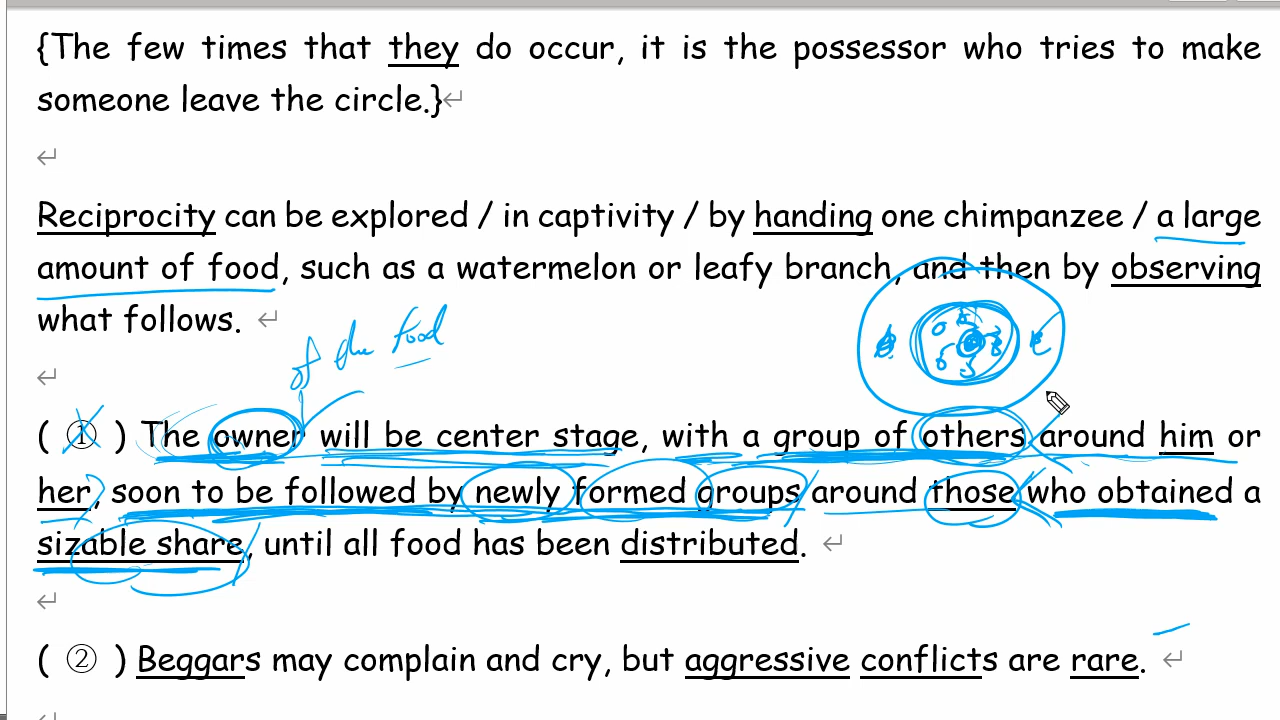 {The few times that they do occur, it is the possessor who tries to make
someone leave the circle.}
Reciprocity can be explored / in captivity / by handing one chimpanzee / a large
amount of food, such as a watermelon or leafy branch, and then by observing
what follows.
of the food
( ① ) The owner will be center stage, with a group of others around him or
her, soon to be followed by newly formed groups around those who obtained a
sizable share, until all food has been distributed.
( ② ) Beggars may complain and cry, but aggressive conflicts are rare.